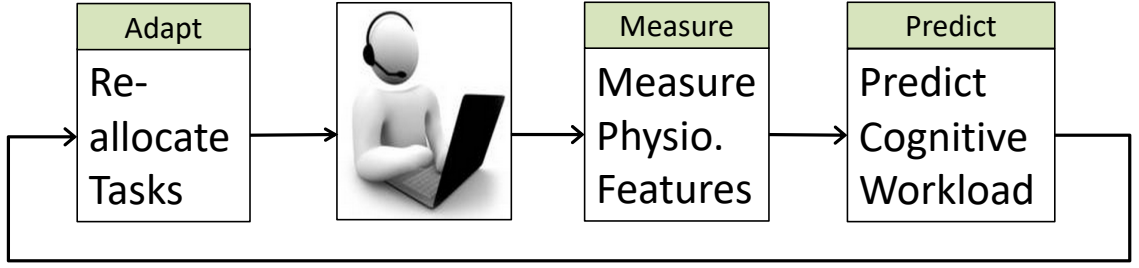 Adapt
Re-
allocate
Tasks
Measure
Measure
Physio.
Features
Predict
Predict
Cognitive
Workload